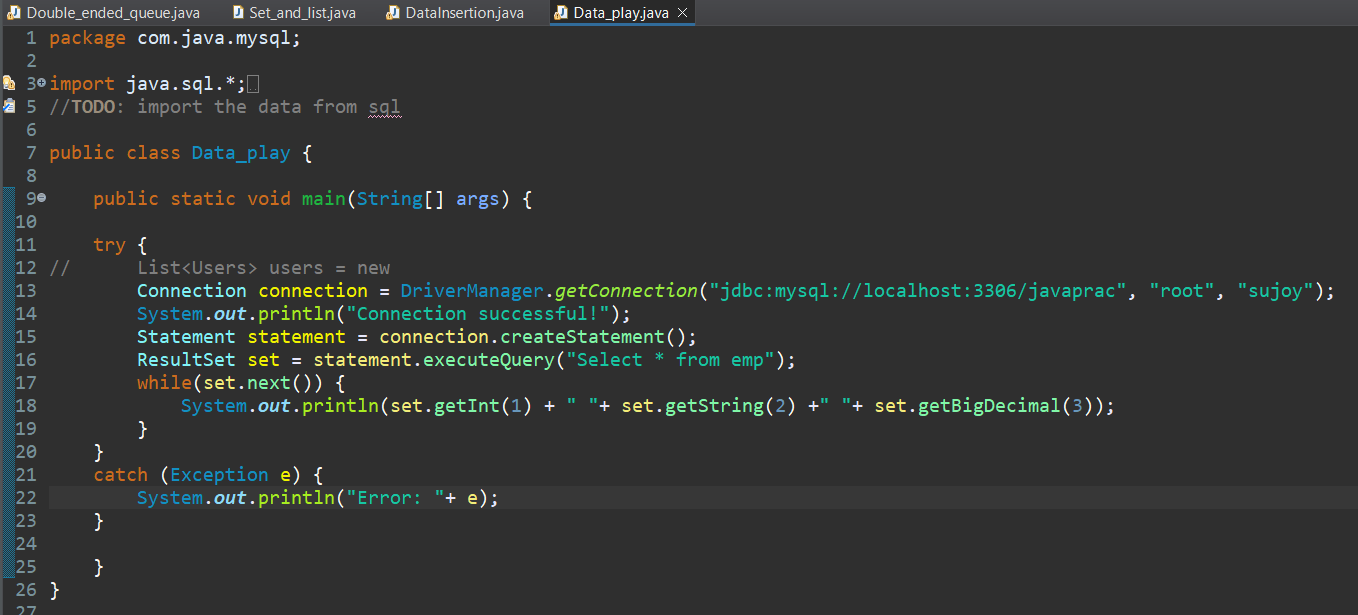 Double_ended_queue.java Set_and_list.java DataInsertion.java Data_play.java
1 package com.java.mysql;
2
3 import java.sql.*;
5 //TODO: import the data from sql
6
7 public class Data_play {
8
9 public static void main(String[] args) {
10
11 try {
12 // List<Users> users = new
13 Connection connection = DriverManager.getConnection("jdbc:mysql://localhost:3306/javaprac", "root", "sujoy");
14 System.out.println("Connection successful!");
15 Statement statement = connection.createStatement();
16 ResultSet set = statement.executeQuery("Select * from emp");
17 while(set.next()) {
18 System.out.println(set.getInt(1) + " "+ set.getString(2) +" "+ set.getBigDecimal(3));
19 }
20 }
21 catch (Exception e) {
22 System.out.println("Error: "+ e);
23 }
24
25 }
26 }
27